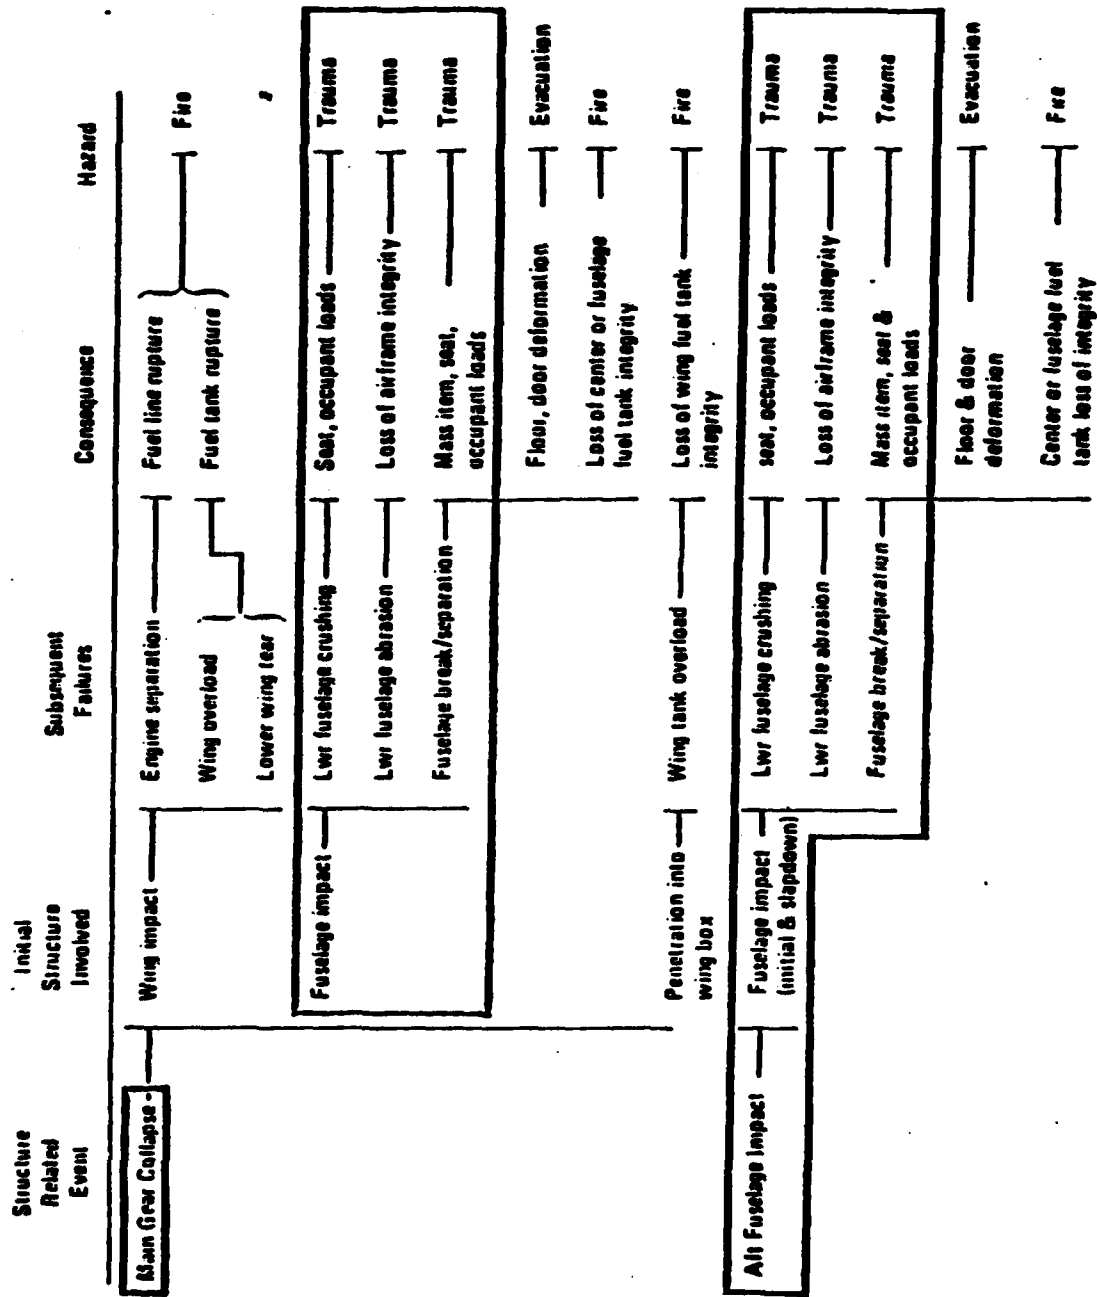 Structure
Related
Event
Initial
Structure
Involved
Subsequent
Failures
Consequence
Hazard
Main Gear Collapse
Wing impact
Engine separation
Fuel line rupture
Fire
Wing overload
Fuel tank rupture
Lower wing tear
Fuselage impact
Lwr fuselage crushing
Seat, occupant loads
Trauma
Lwr fuselage abrasion
Loss of airframe integrity
Trauma
Fuselage break/separation
Mass item, seat,
occupant loads
Trauma
Floor, door deformation
Evacuation
Loss of center or fuselage
fuel tank integrity
Fire
Penetration into
wing box
Wing tank overload
Loss of wing fuel tank
integrity
Fire
Aft Fuselage Impact
Fuselage impact
(initial & slapdown)
Lwr fuselage crushing
seat, occupant loads
Trauma
Lwr fuselage abrasion
Loss of airframe integrity
Trauma
Fuselage break/separation
Mass item, seat &
occupant loads
Trauma
Floor & door
deformation
Evacuation
Center or fuselage fuel
tank loss of integrity
Fire